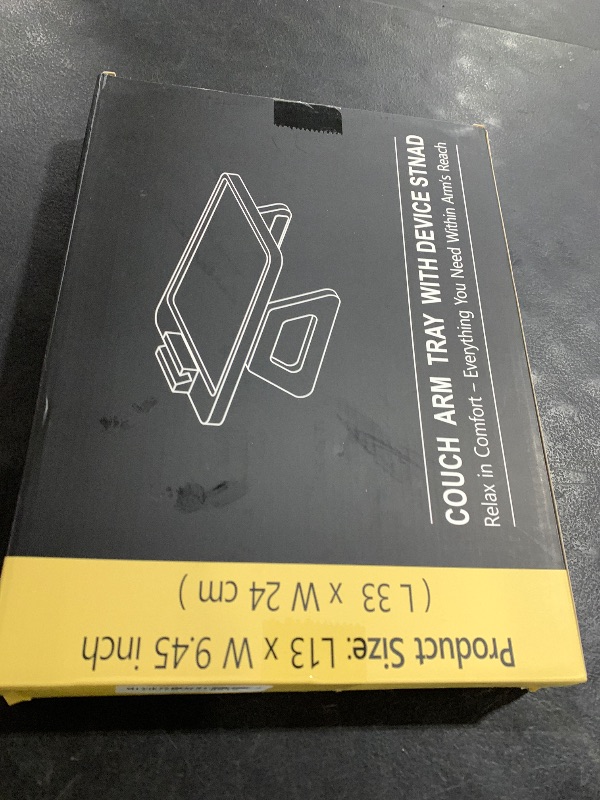 COUCH ARM TRAY WITH DEVICE STNAD
Relax in Comfort – Everything You Need Within Arm's Reach
Product Size: L13 x W 9.45 inch
( L 33 x W 24 cm )